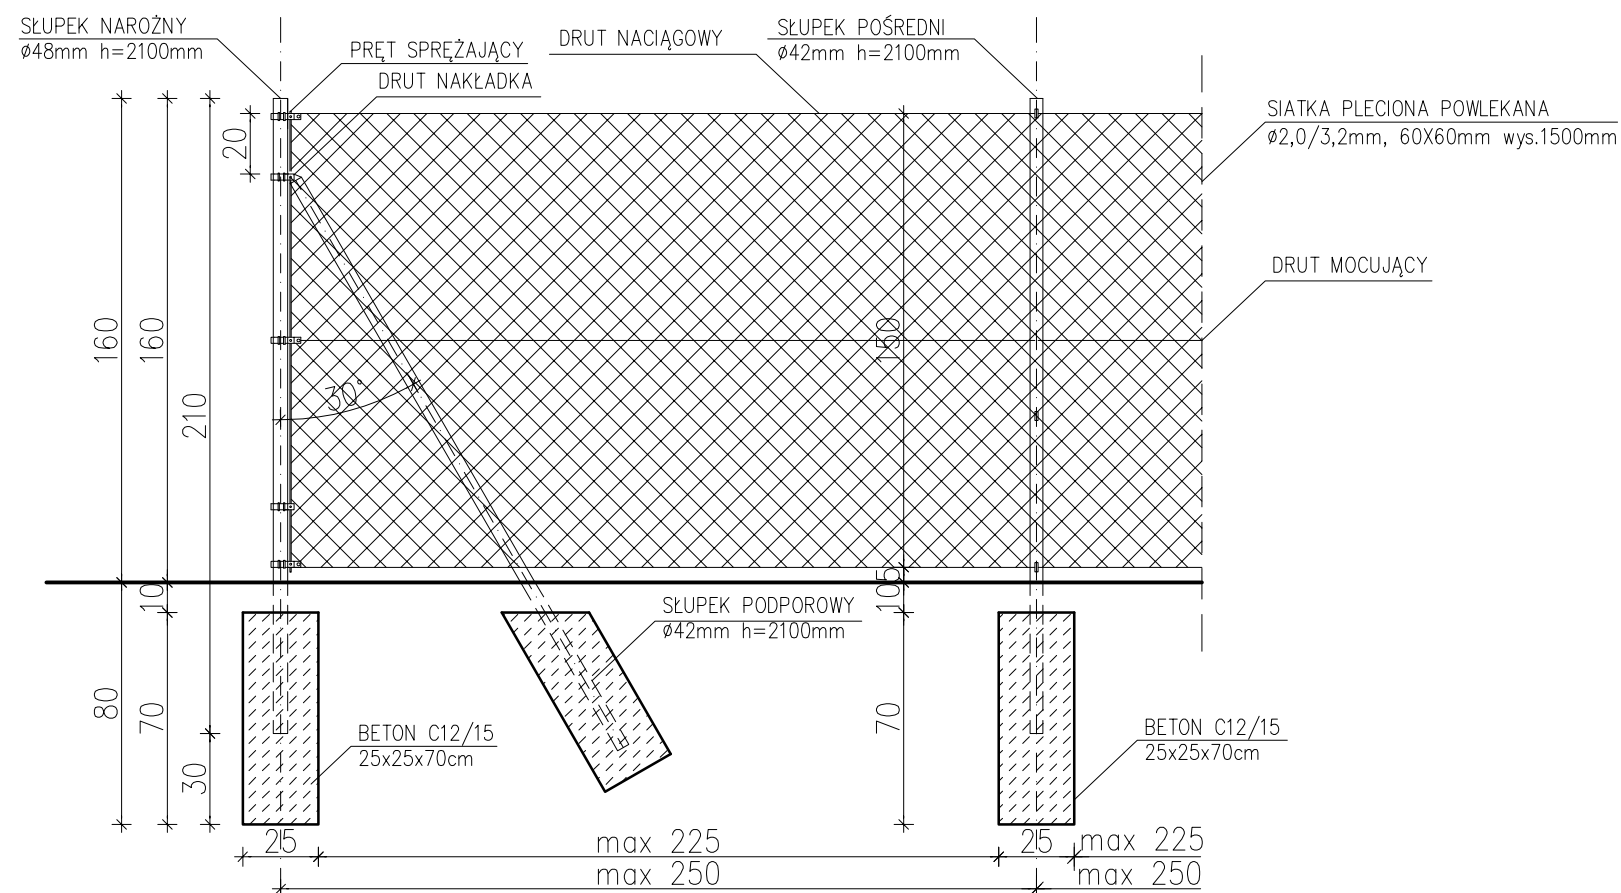 SŁUPEK NAROŻNY
ø48mm h=2100mm
PRĘT SPRĘŻAJĄCY
DRUT NAKŁADKA
DRUT NACIĄGOWY
SŁUPEK POŚREDNI
ø42mm h=2100mm
SIATKA PLECIONA POWLEKANA
ø2,0/3,2mm, 60X60mm wys.1500mm
DRUT MOCUJĄCY
20
160
160
210
150
30°
10
10
5
SŁUPEK PODPOROWY
ø42mm h=2100mm
80
70
30
70
BETON C12/15
25x25x70cm
BETON C12/15
25x25x70cm
25
max 225
25
max 225
max 250
max 250